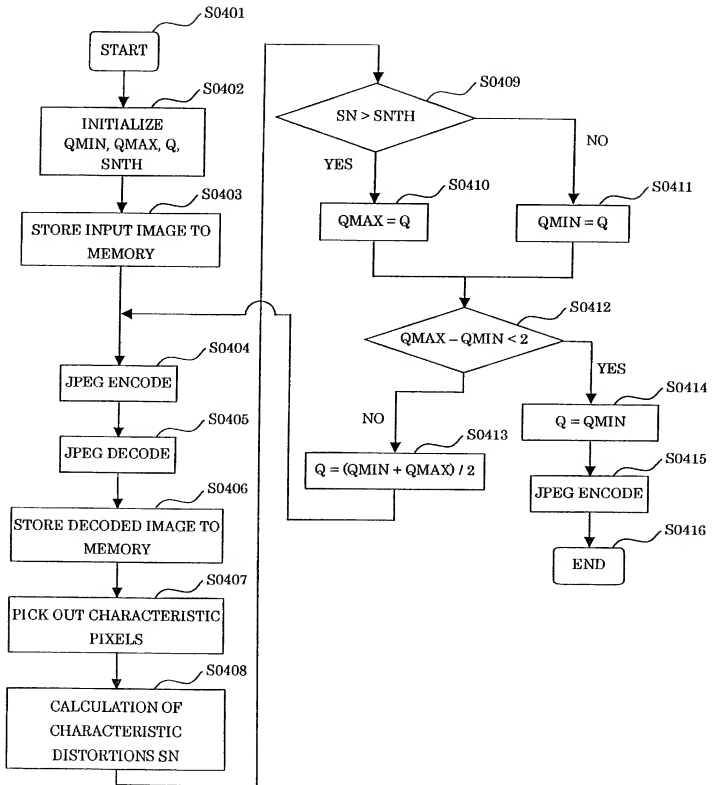 S0401
START
S0402
INITIALIZE
QMIN, QMAX, Q,
SNTH
S0403
STORE INPUT IMAGE TO
MEMORY
S0404
JPEG ENCODE
S0405
JPEG DECODE
S0406
STORE DECODED IMAGE TO
MEMORY
S0407
PICK OUT CHARACTERISTIC
PIXELS
S0408
CALCULATION OF
CHARACTERISTIC
DISTORTIONS SN
S0409
SN > SNTH
YES
NO
S0410
QMAX = Q
S0411
QMIN = Q
S0412
QMAX – QMIN < 2
NO
YES
S0413
Q = (QMIN + QMAX) / 2
S0414
Q = QMIN
S0415
JPEG ENCODE
S0416
END